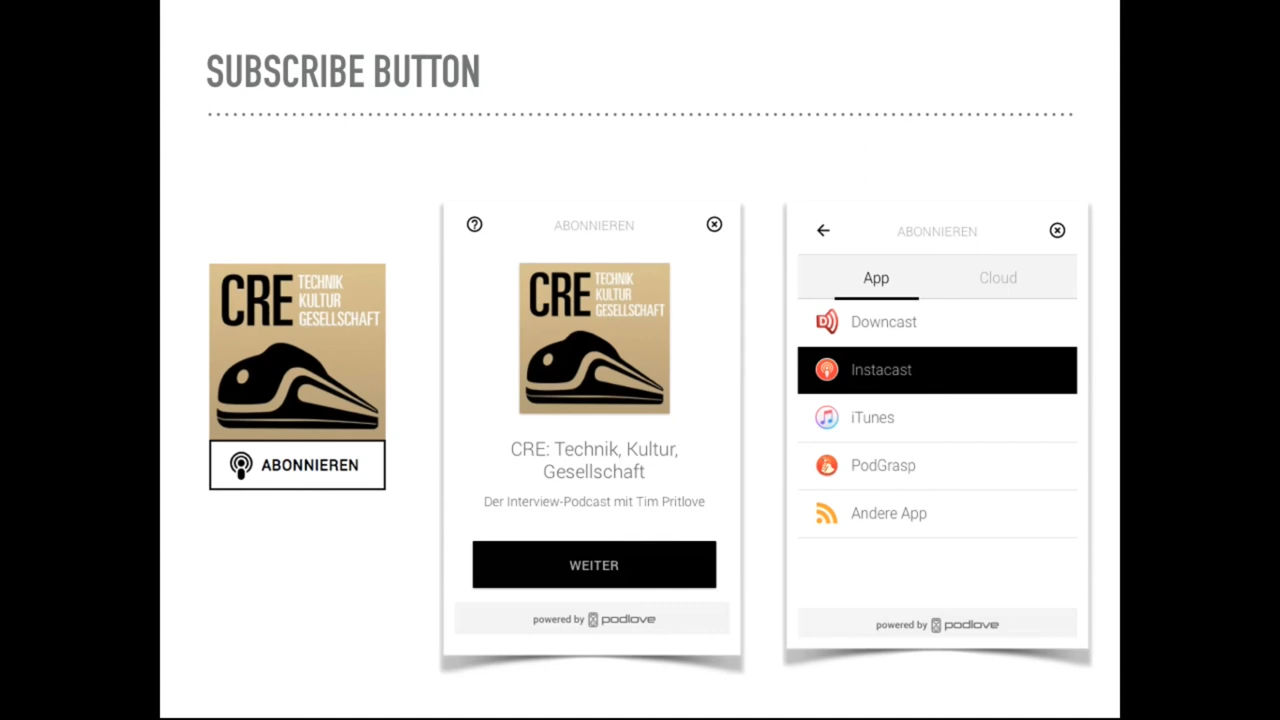 SUBSCRIBE BUTTON
CRE TECHNIK
KULTUR
GESELLSCHAFT
ABONNIEREN
ABONNIEREN
CRE TECHNIK
KULTUR
GESELLSCHAFT
CRE: Technik, Kultur,
Gesellschaft
Der Interview-Podcast mit Tim Pritlove
WEITER
powered by podlove
ABONNIEREN
App Cloud
Downcast
Instacast
iTunes
PodGrasp
Andere App
powered by podlove